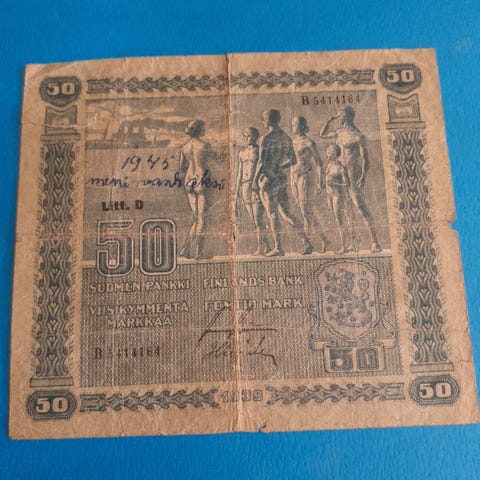 50 50
B 5414164
1945
meni
Litt. D
50
SUOMEN PANKKI FINLANDS BANK
VIISIKYMMENTÄ MARKKAA FEMTIO MARK
B 5414164
50
50 1939 50